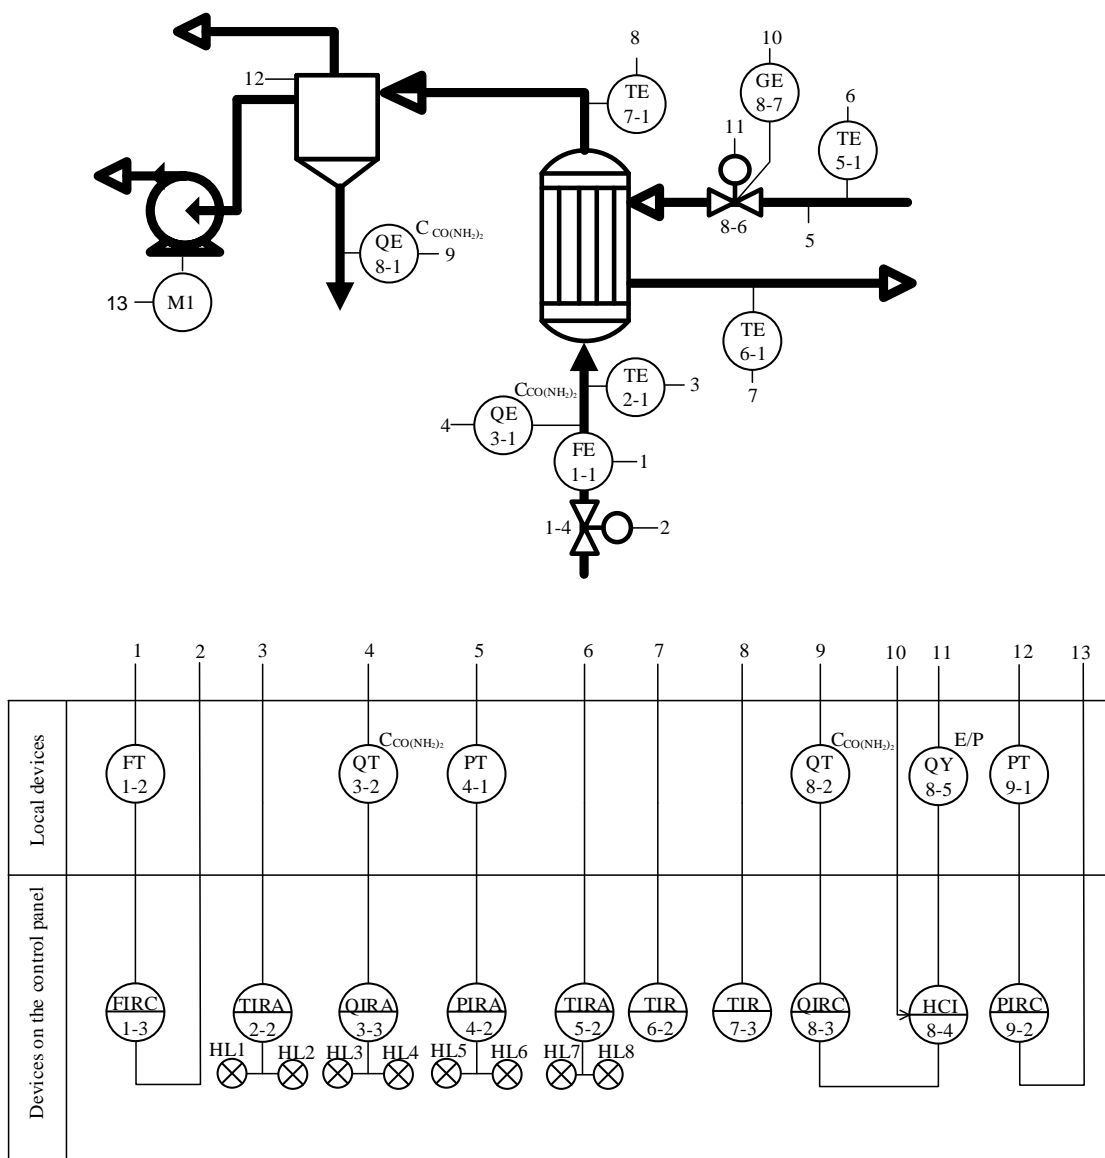 8
10
12
TE
7-1
GE
8-7
6
11
TE
5-1
8-6
5
C CO(NH₂)₂
QE
8-1
9
13
M1
TE
6-1
7
CCO(NH₂)₂
TE
2-1
3
4
QE
3-1
FE
1-1
1
1-4
2
1 2 3 4 5 6 7 8 9 10 11 12 13
Local devices
FT
1-2
QT
3-2
CCO(NH₂)₂
PT
4-1
QT
8-2
CCO(NH₂)₂
QY
8-5
E/P
PT
9-1
Devices on the control panel
FIRC
1-3
TIRA
2-2
QIRA
3-3
PIRA
4-2
TIRA
5-2
TIR
6-2
TIR
7-3
QIRC
8-3
HCI
8-4
PIRC
9-2
HL1 HL2 HL3 HL4 HL5 HL6 HL7 HL8